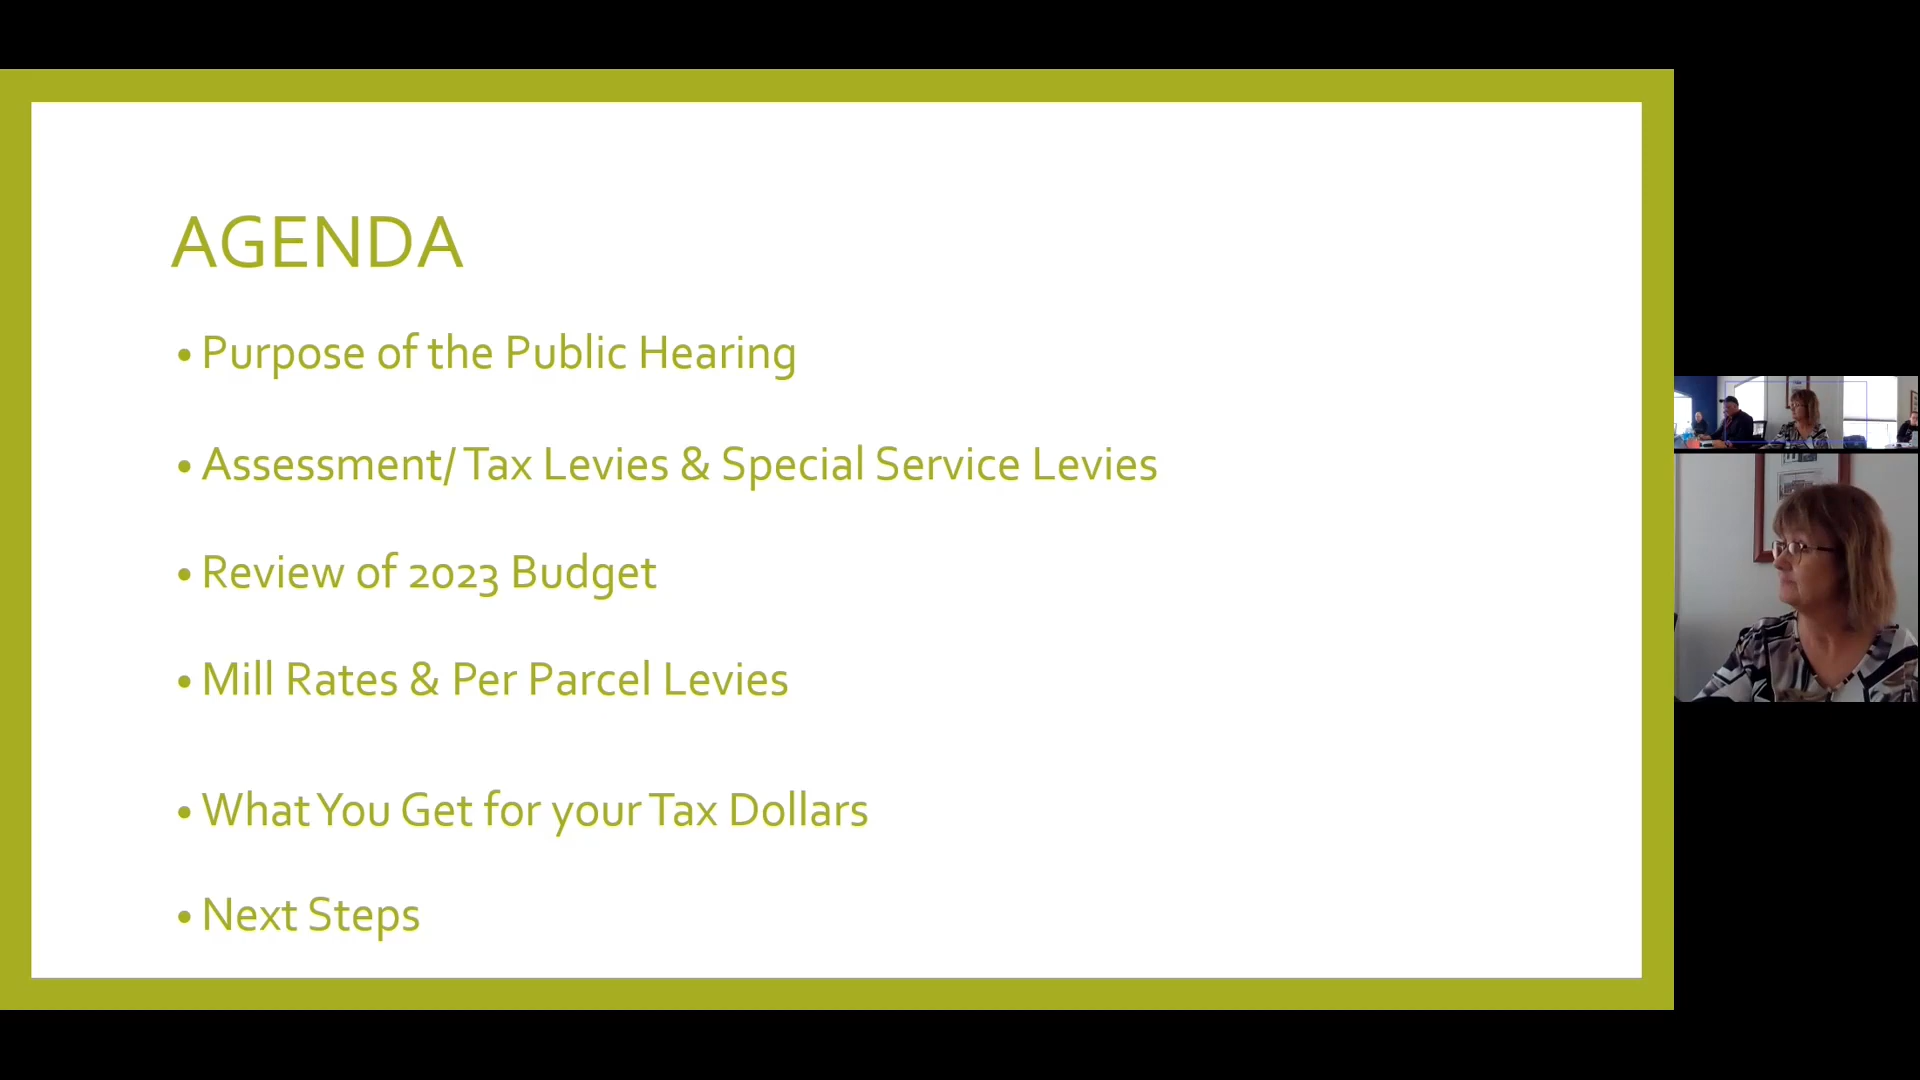 AGENDA
• Purpose of the Public Hearing
• Assessment/ Tax Levies & Special Service Levies
• Review of 2023 Budget
• Mill Rates & Per Parcel Levies
• What You Get for your Tax Dollars
• Next Steps